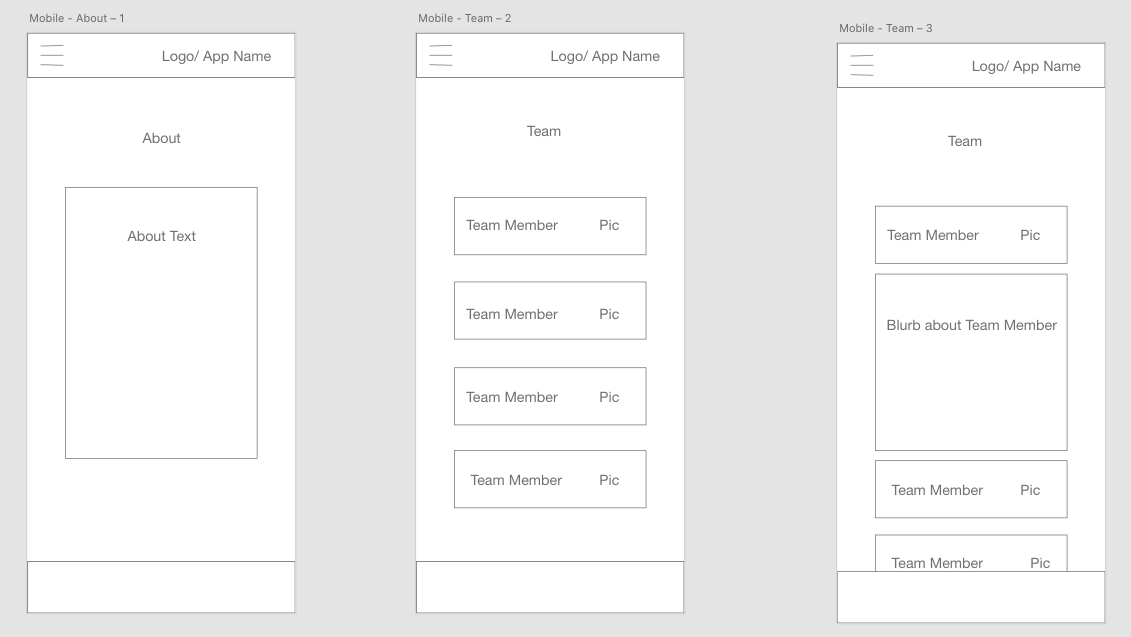 Mobile - About – 1
Logo/ App Name
About
About Text
Mobile - Team – 2
Logo/ App Name
Team
Team Member Pic
Team Member Pic
Team Member Pic
Team Member Pic
Mobile - Team – 3
Logo/ App Name
Team
Team Member Pic
Blurb about Team Member
Team Member Pic
Team Member Pic